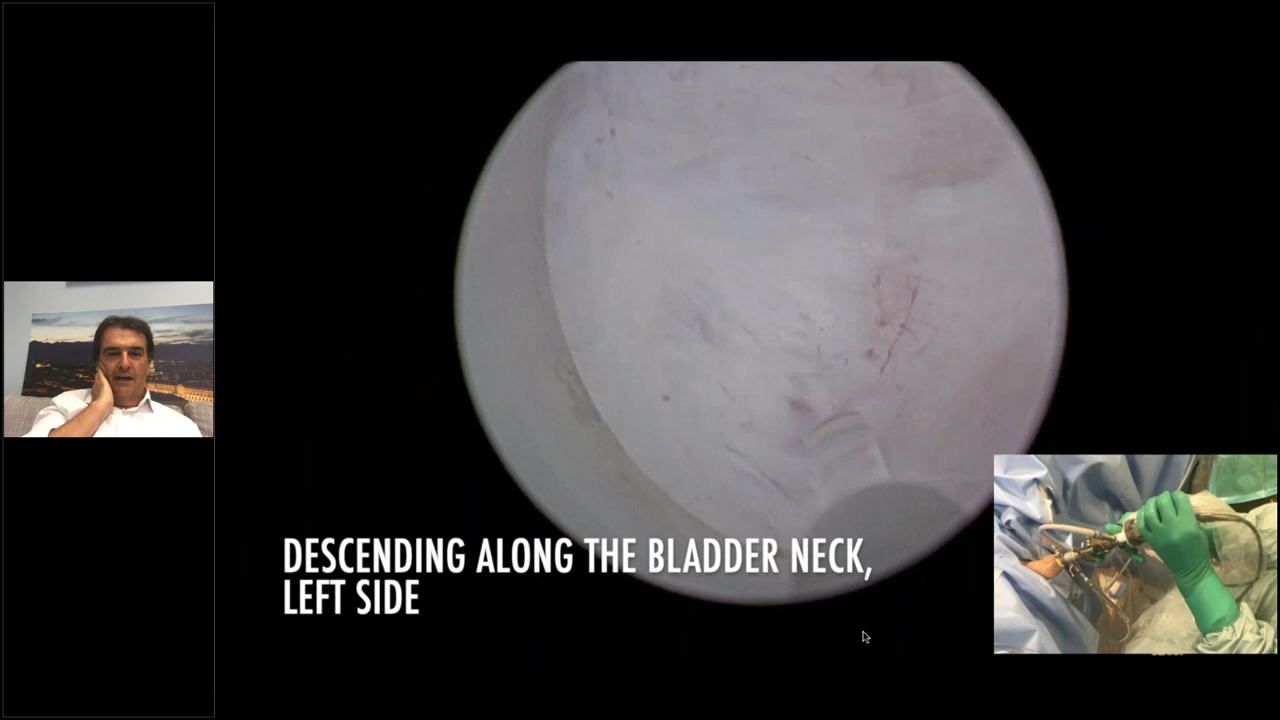 DESCENDING ALONG THE BLADDER NECK,
LEFT SIDE